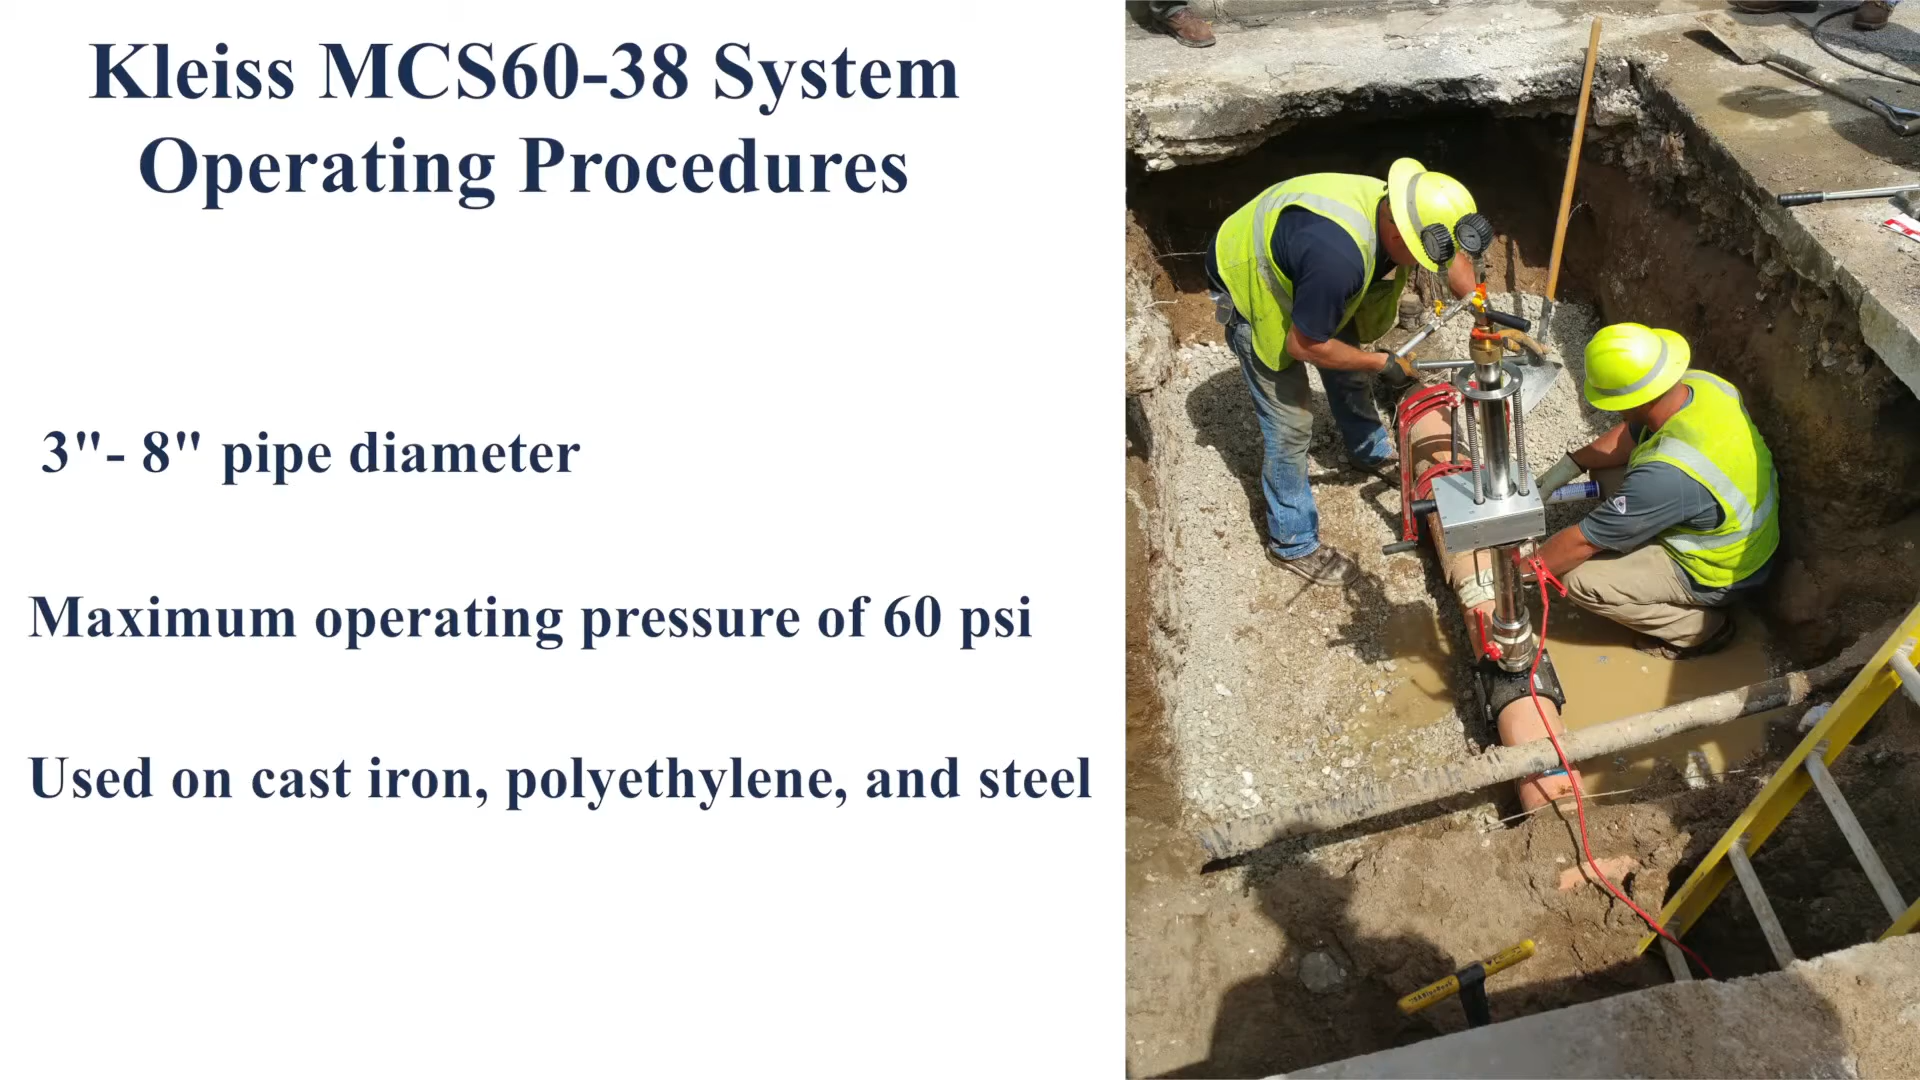 Kleiss MCS60-38 System
Operating Procedures
3"- 8" pipe diameter
Maximum operating pressure of 60 psi
Used on cast iron, polyethylene, and steel